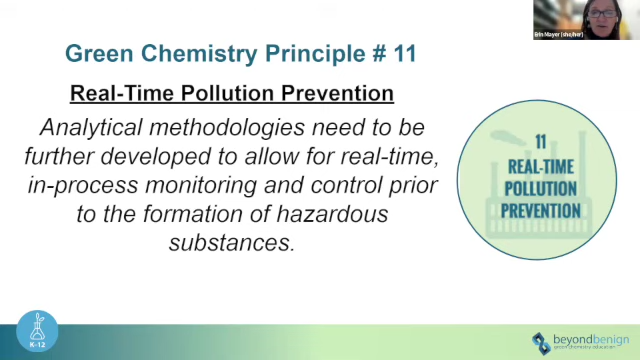 Green Chemistry Principle # 11
Real-Time Pollution Prevention
Analytical methodologies need to be
further developed to allow for real-time,
in-process monitoring and control prior
to the formation of hazardous
substances.
11
REAL-TIME
POLLUTION
PREVENTION
Erin Mayer (she/her)
K-12
beyondbenign
green chemistry education